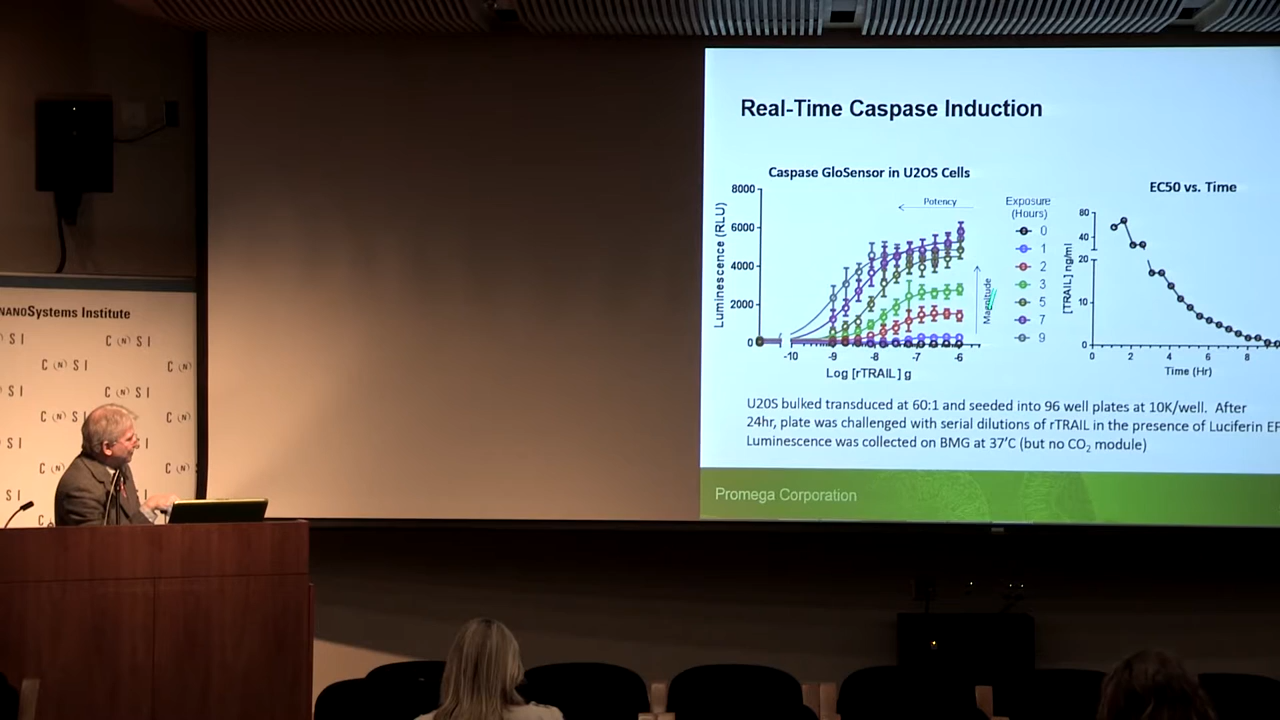 Real-Time Caspase Induction
Caspase GloSensor in U2OS Cells
Potency
Magnitude
Luminescence (RLU)
8000
6000
4000
2000
0
-10 -9 -8 -7 -6
Log [rTRAIL] g
Exposure
(Hours)
0
1
2
3
5
7
9
EC50 vs. Time
[TRAIL] ng/ml
80
40
20
10
0
0 2 4 6 8
Time (Hr)
U20S bulked transduced at 60:1 and seeded into 96 well plates at 10K/well. After
24hr, plate was challenged with serial dilutions of rTRAIL in the presence of Luciferin EF
Luminescence was collected on BMG at 37'C (but no CO2 module)
Promega Corporation
NANOSystems Institute
S I C (N) S I
C (N) S I C (N)
S I C (N) S I
C (N) S I C (N)
S I S I
C (N) C (N)
S I
C